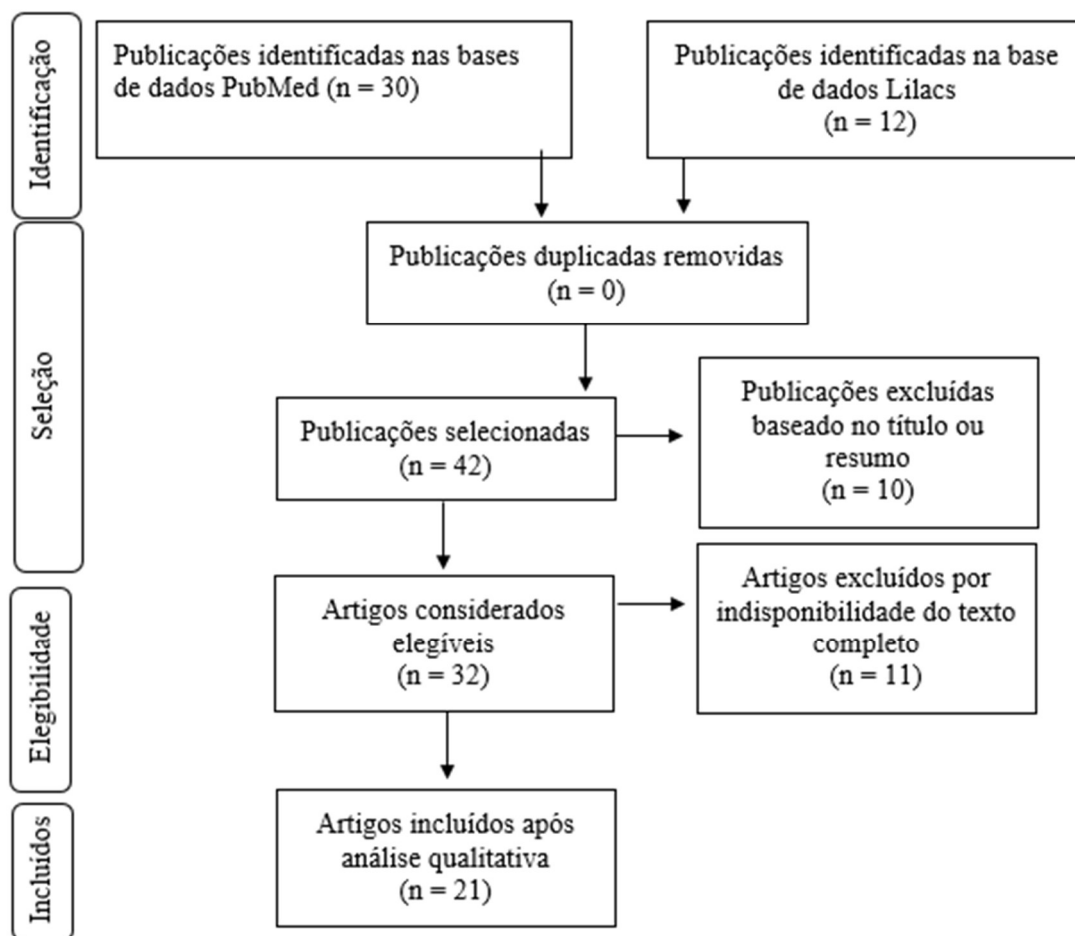 Identificação
Publicações identificadas nas bases
de dados PubMed (n = 30)
Publicações identificadas na base
de dados Lilacs
(n = 12)
Seleção
Publicações duplicadas removidas
(n = 0)
Publicações selecionadas
(n = 42)
Publicações excluídas
baseado no título ou
resumo
(n = 10)
Elegibilidade
Artigos considerados
elegíveis
(n = 32)
Artigos excluídos por
indisponibilidade do texto
completo
(n = 11)
Incluídos
Artigos incluídos após
análise qualitativa
(n = 21)